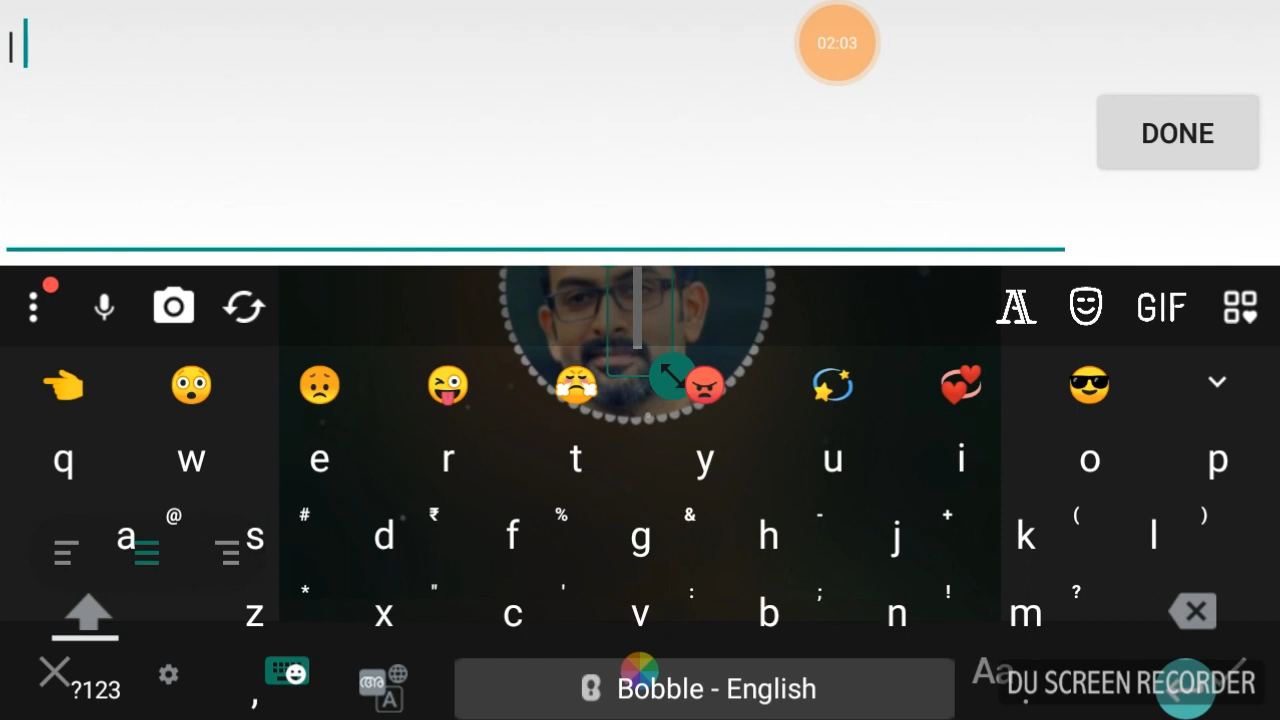 |
02:03
DONE
A GIF
q w e r t y u i o p
@ # ₹ % & - + ( )
a s d f g h j k l
* " ' : ; ! ?
z x c v b n m
?123 , അ A Bobble - English Aa .
DU SCREEN RECORDER